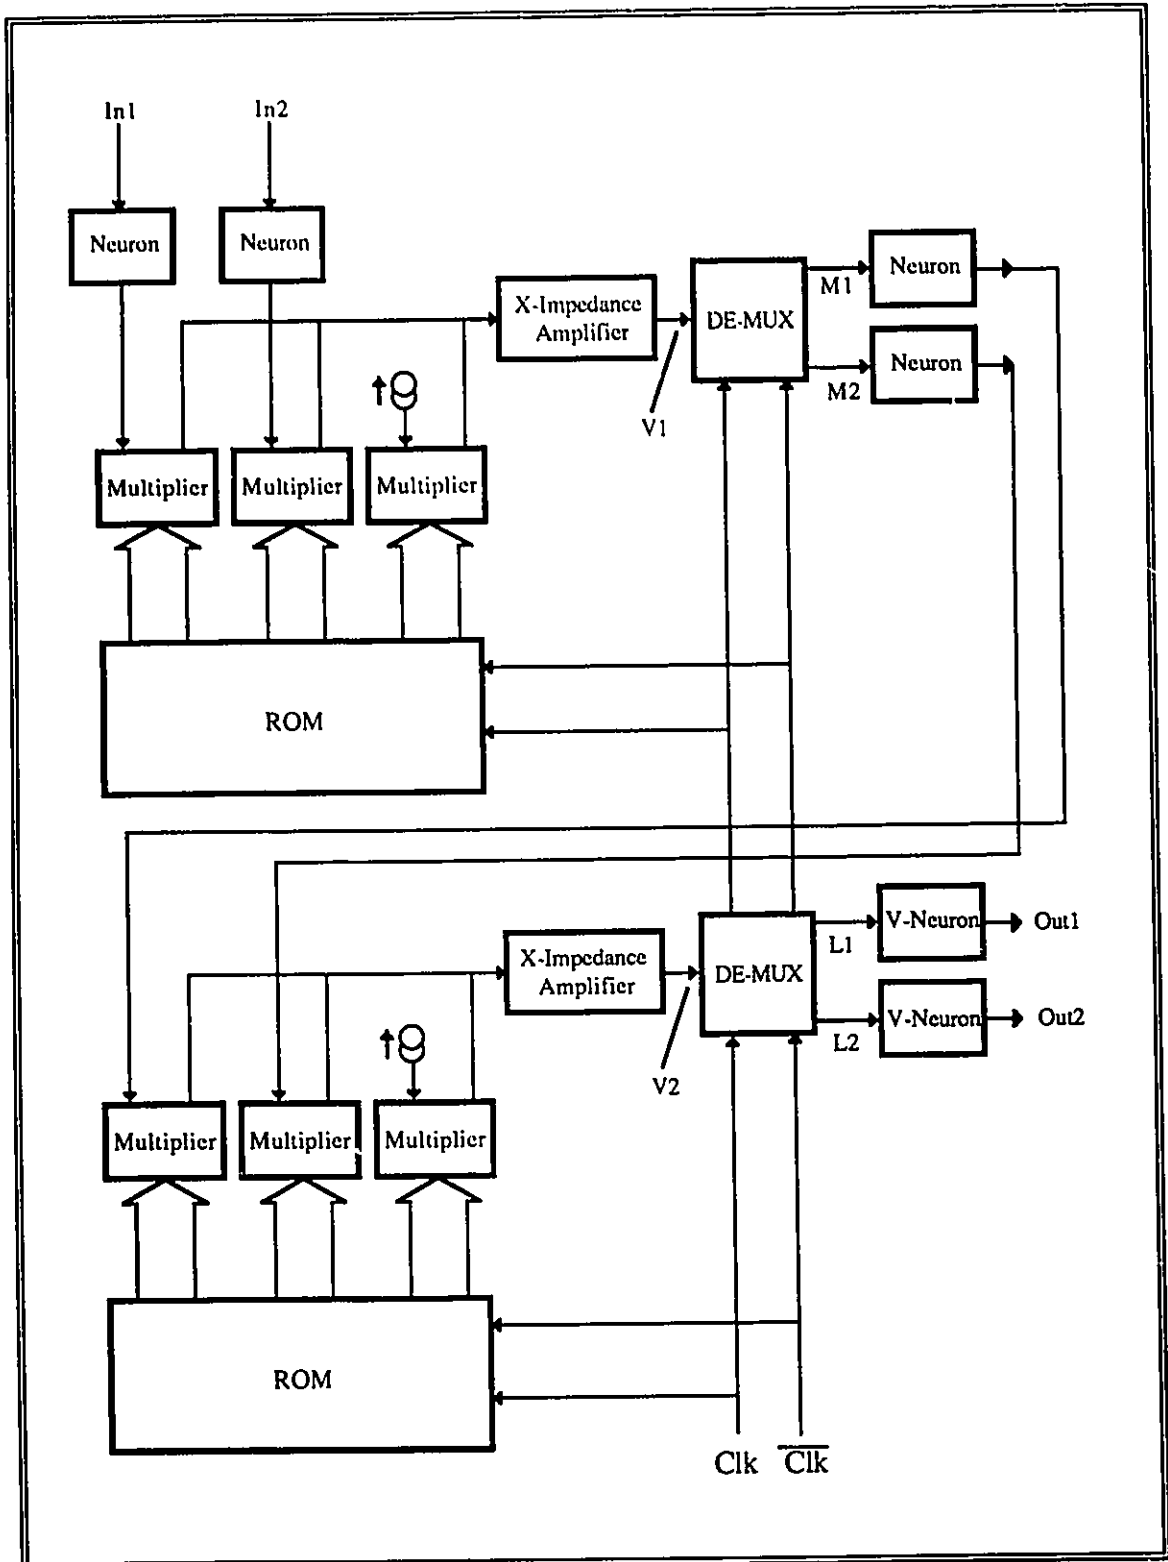 In1
In2
Neuron
Neuron
X-Impedance
Amplifier
V1
DE-MUX
M1
M2
Neuron
Neuron
Multiplier
Multiplier
Multiplier
ROM
X-Impedance
Amplifier
V2
DE-MUX
L1
L2
V-Neuron
Out1
V-Neuron
Out2
Multiplier
Multiplier
Multiplier
ROM
Clk
C̅l̅k̅